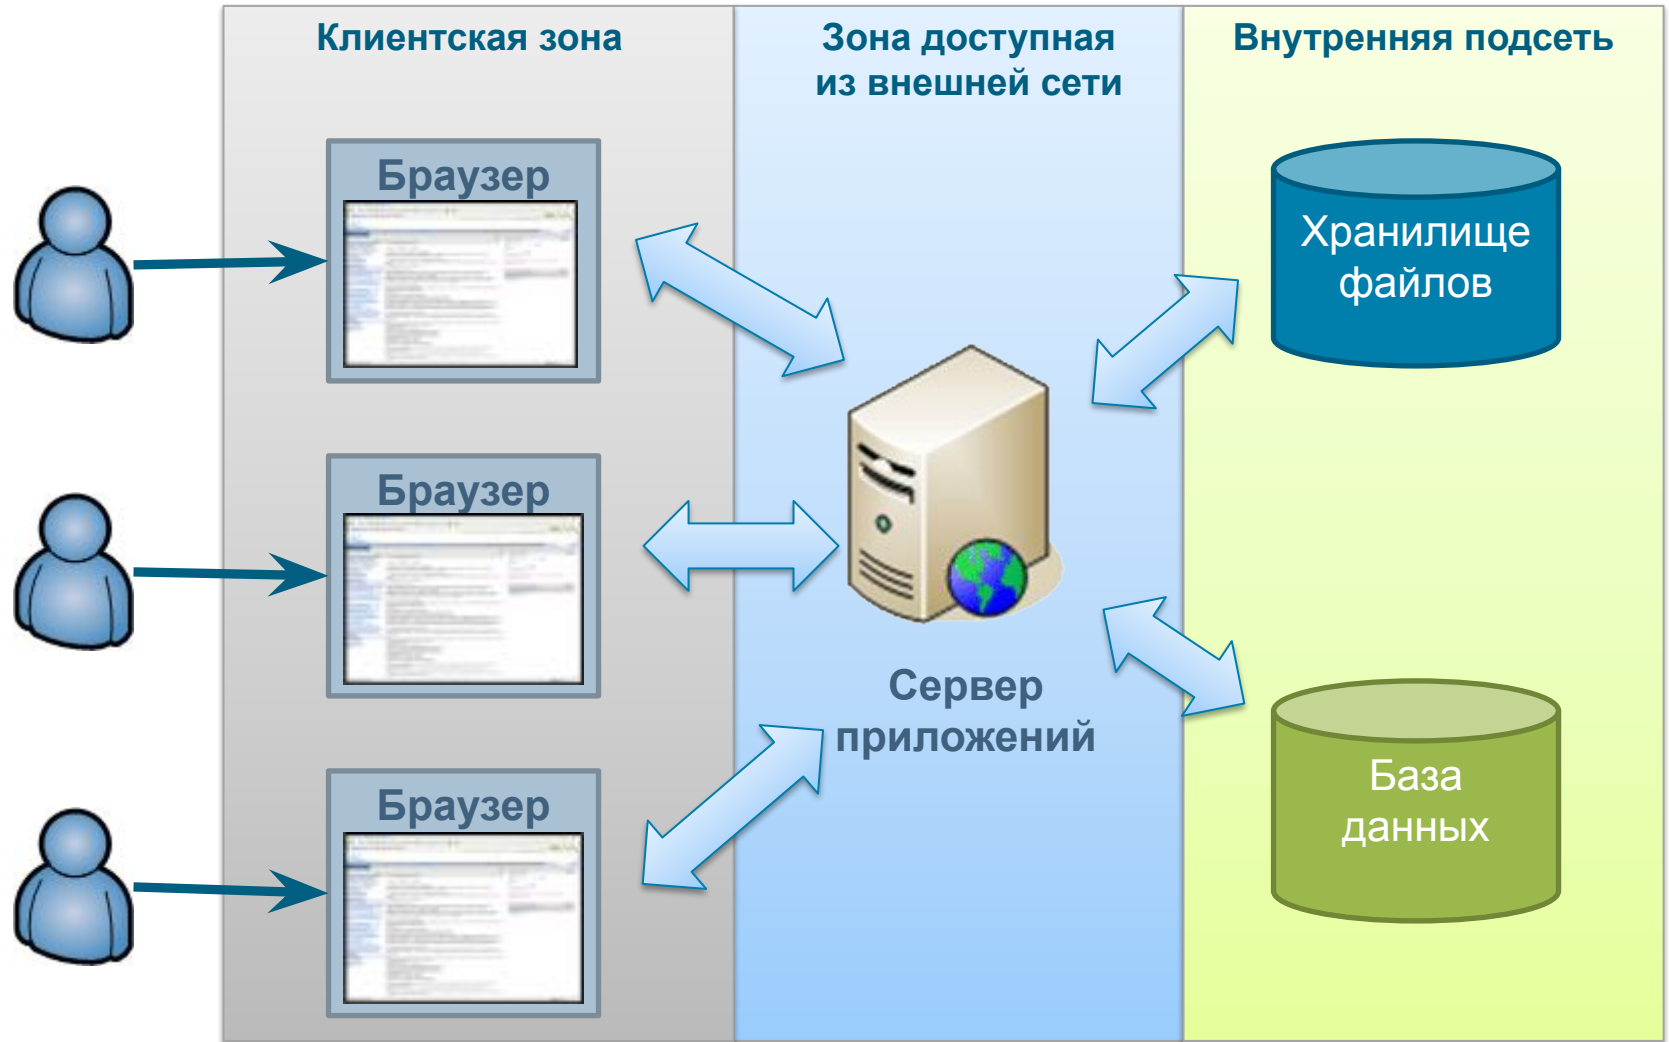 Клиентская зона
Зона доступная
из внешней сети
Внутренняя подсеть
Браузер
Браузер
Браузер
Сервер
приложений
Хранилище
файлов
База
данных